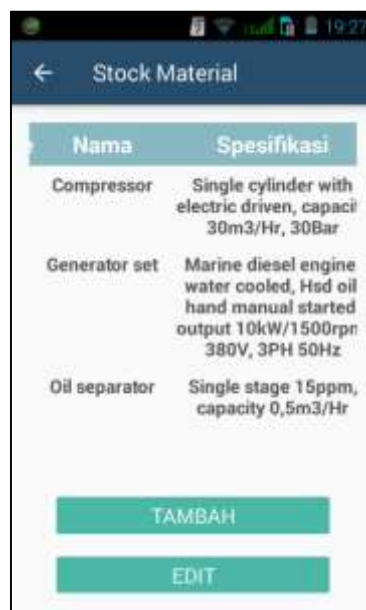 19:27
Stock Material
Nama Spesifikasi
Compressor Single cylinder with
electric driven, capacit
30m3/Hr, 30Bar
Generator set Marine diesel engine
water cooled, Hsd oil
hand manual started
output 10kW/1500rpm
380V, 3PH 50Hz
Oil separator Single stage 15ppm,
capacity 0,5m3/Hr
TAMBAH
EDIT